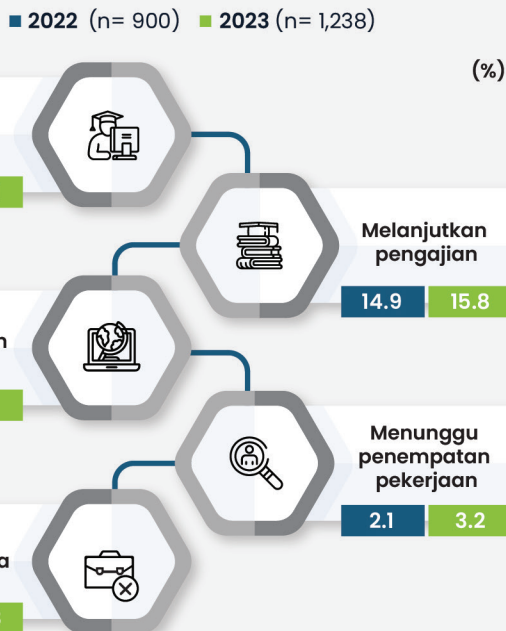 2022 (n= 900) 2023 (n= 1,238)
(%)
Melanjutkan
pengajian
14.9 15.8
Menunggu
penempatan
pekerjaan
2.1 3.2